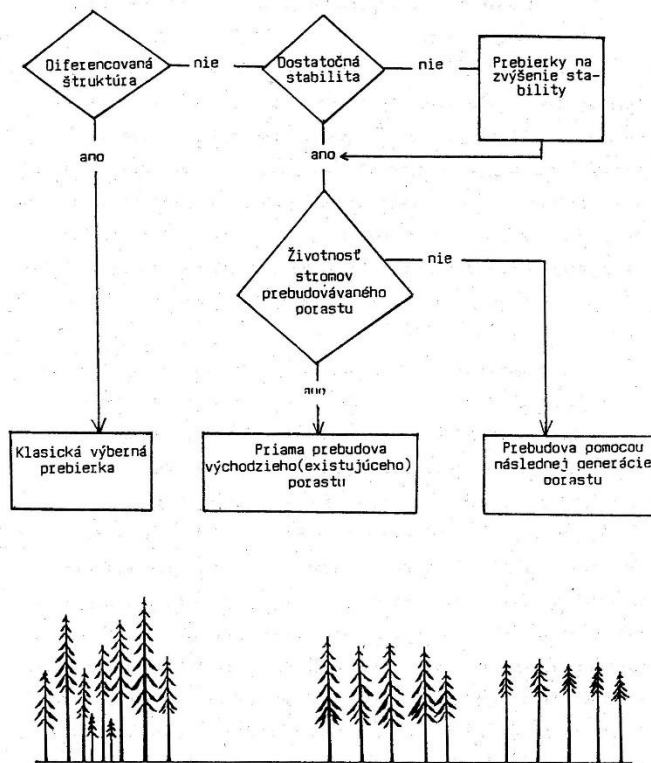 Diferencovaná
štruktúra
nie
Dostatočná
stabilita
nie
Prebierky na
zvýšenie sta-
bility
ano
ano
Životnosť
stromov
prebudovávaného
porastu
nie
ano
Klasická výberná
prebierka
Priama prebudova
východzieho(existujúceho)
porastu
Prebudova pomocou
následnej generácie
porastu